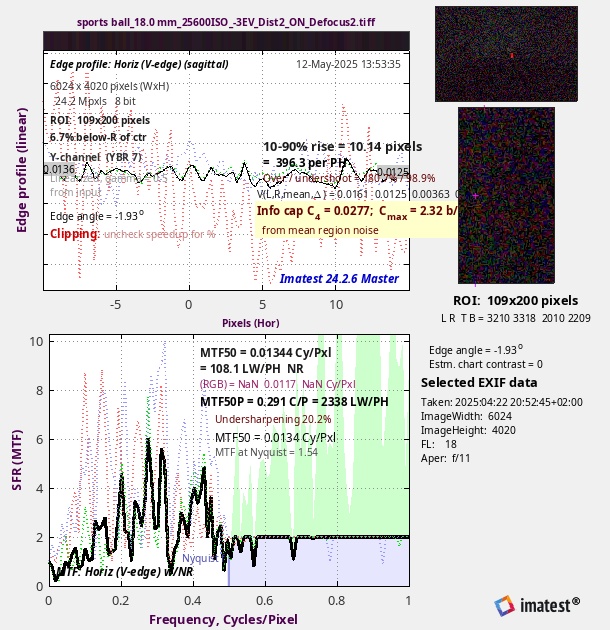 sports ball_18.0 mm_25600ISO_-3EV_Dist2_ON_Defocus2.tiff
Edge profile: Horiz (V-edge) (sagittal)
12-May-2025 13:53:35
6024 x 4020 pixels (WxH)
24.2 Mpxls 8 bit
ROI: 109x200 pixels
6.7% below-R of ctr
Y-channel (YBR 7)
from input
Edge angle = -1.93°
Clipping: uncheck speedup for %
0.0136
0.0125
10-90% rise = 10.14 pixels
= 396.3 per PH
V(L,R,mean,Δ) = 0.0161 0.0125 0.00363
Info cap C4 = 0.0277; Cmax = 2.32 b/
from mean region noise
Imatest 24.2.6 Master
Edge profile (linear)
-5 0 5 10
Pixels (Hor)
ROI: 109x200 pixels
L R T B = 3210 3318 2010 2209
Edge angle = -1.93°
Estm. chart contrast = 0
Selected EXIF data
Taken: 2025:04:22 20:52:45+02:00
ImageWidth: 6024
ImageHeight: 4020
FL: 18
Aper: f/11
MTF50 = 0.01344 Cy/Pxl
= 108.1 LW/PH NR
(RGB) = NaN 0.0117 NaN Cy/Pxl
MTF50P = 0.291 C/P = 2338 LW/PH
Undersharpening 20.2%
MTF50 = 0.0134 Cy/Pxl
MTF at Nyquist = 1.54
Nyquist
MTF: Horiz (V-edge) w/NR
SFR (MTF)
10
8
6
4
2
0
0 0.2 0.4 0.6 0.8 1
Frequency, Cycles/Pixel
imatest®